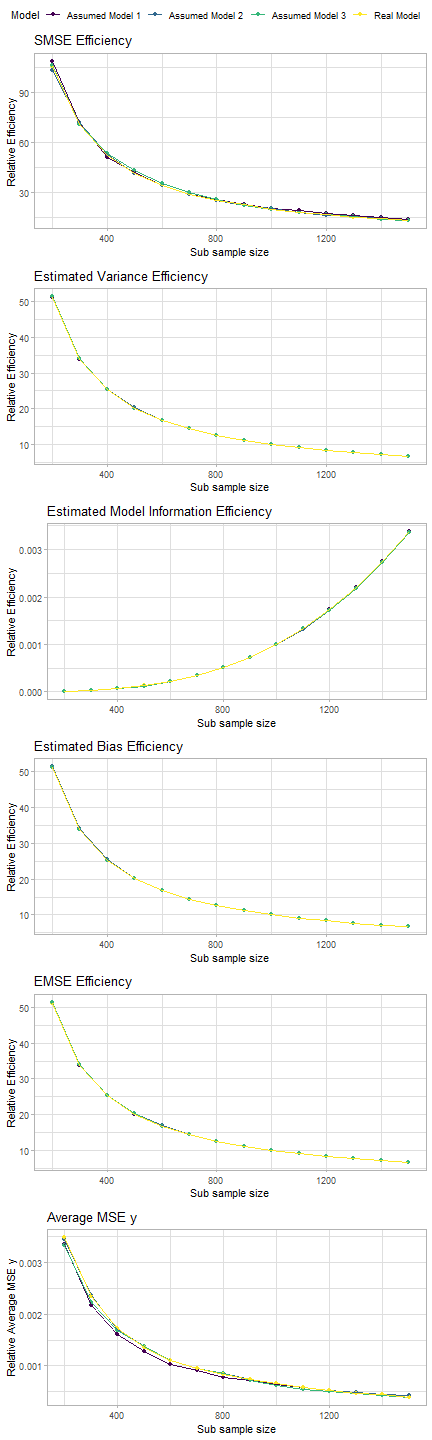 Model Assumed Model 1 Assumed Model 2 Assumed Model 3 Real Model
SMSE Efficiency
Relative Efficiency
90
60
30
400 800 1200
Sub sample size
Estimated Variance Efficiency
Relative Efficiency
50
40
30
20
10
400 800 1200
Sub sample size
Estimated Model Information Efficiency
Relative Efficiency
0.003
0.002
0.001
0.000
400 800 1200
Sub sample size
Estimated Bias Efficiency
Relative Efficiency
50
40
30
20
10
400 800 1200
Sub sample size
EMSE Efficiency
Relative Efficiency
50
40
30
20
10
400 800 1200
Sub sample size
Average MSE y
Relative Average MSE y
0.003
0.002
0.001
400 800 1200
Sub sample size